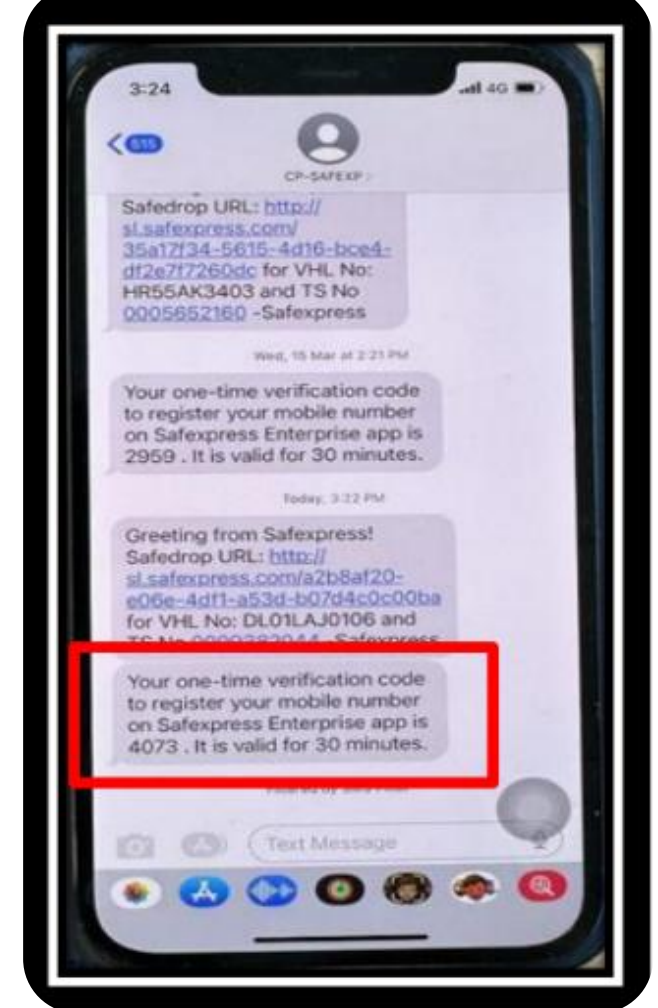 3:24
4G
515
CP-SAFEXP
Safedrop URL: http://
sl.safexpress.com/
35a17f34-5615-4d16-bce4-
df2e7f7260dc for VHL No:
HR55AK3403 and TS No
0005652160 -Safexpress
Wed, 15 Mar at 2:21 PM
Your one-time verification code
to register your mobile number
on Safexpress Enterprise app is
2959 . It is valid for 30 minutes.
Today, 3:22 PM
Greeting from Safexpress!
Safedrop URL: http://
sl.safexpress.com/a2b8af20-
e06e-4df1-a53d-b07d4c0c00ba
for VHL No: DL01LAJ0106 and
TS No -Safexpress
Your one-time verification code
to register your mobile number
on Safexpress Enterprise app is
4073 . It is valid for 30 minutes.
Text Message